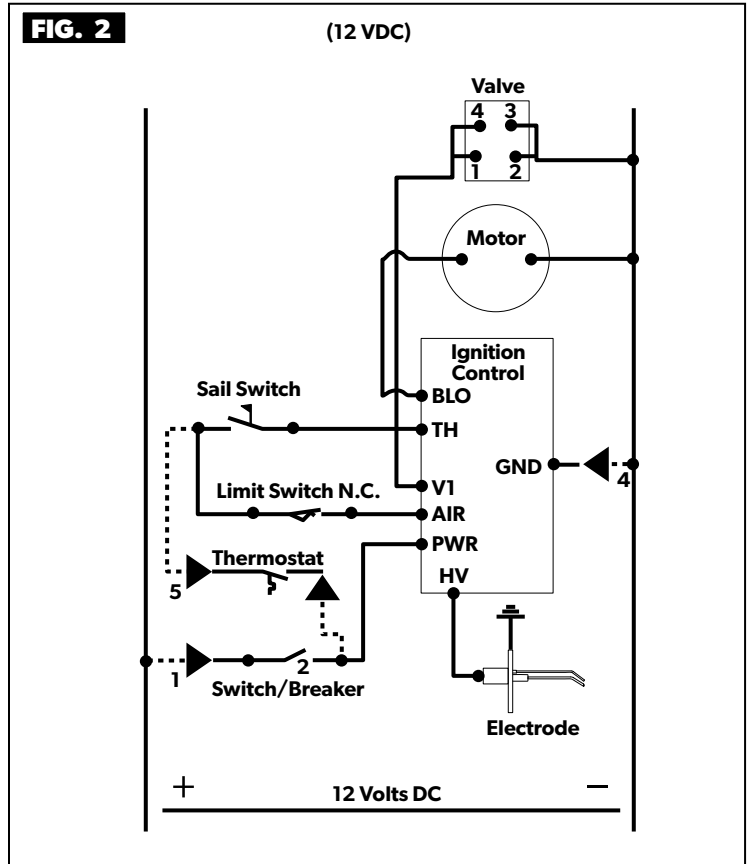 FIG. 2
(12 VDC)
Valve
4 3
1 2
Motor
Ignition
Control
Sail Switch
BLO
TH
GND
4
Limit Switch N.C.
V1
AIR
Thermostat
PWR
5
HV
1
2
Switch/Breaker
Electrode
+
12 Volts DC
−